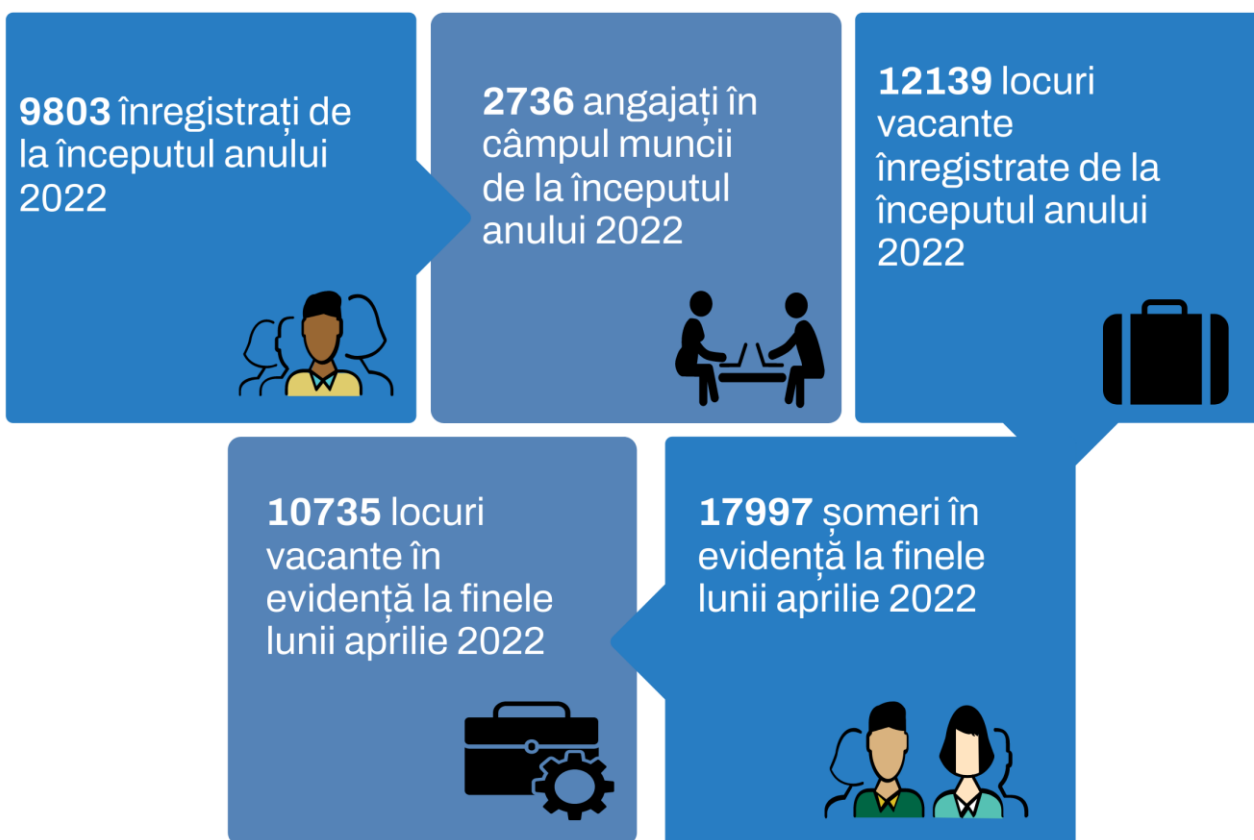 9803 înregistrați de
la începutul anului
2022
2736 angajați în
câmpul muncii
de la începutul
anului 2022
12139 locuri
vacante
înregistrate de la
începutul anului
2022
10735 locuri
vacante în
evidență la finele
lunii aprilie 2022
17997 șomeri în
evidență la finele
lunii aprilie 2022